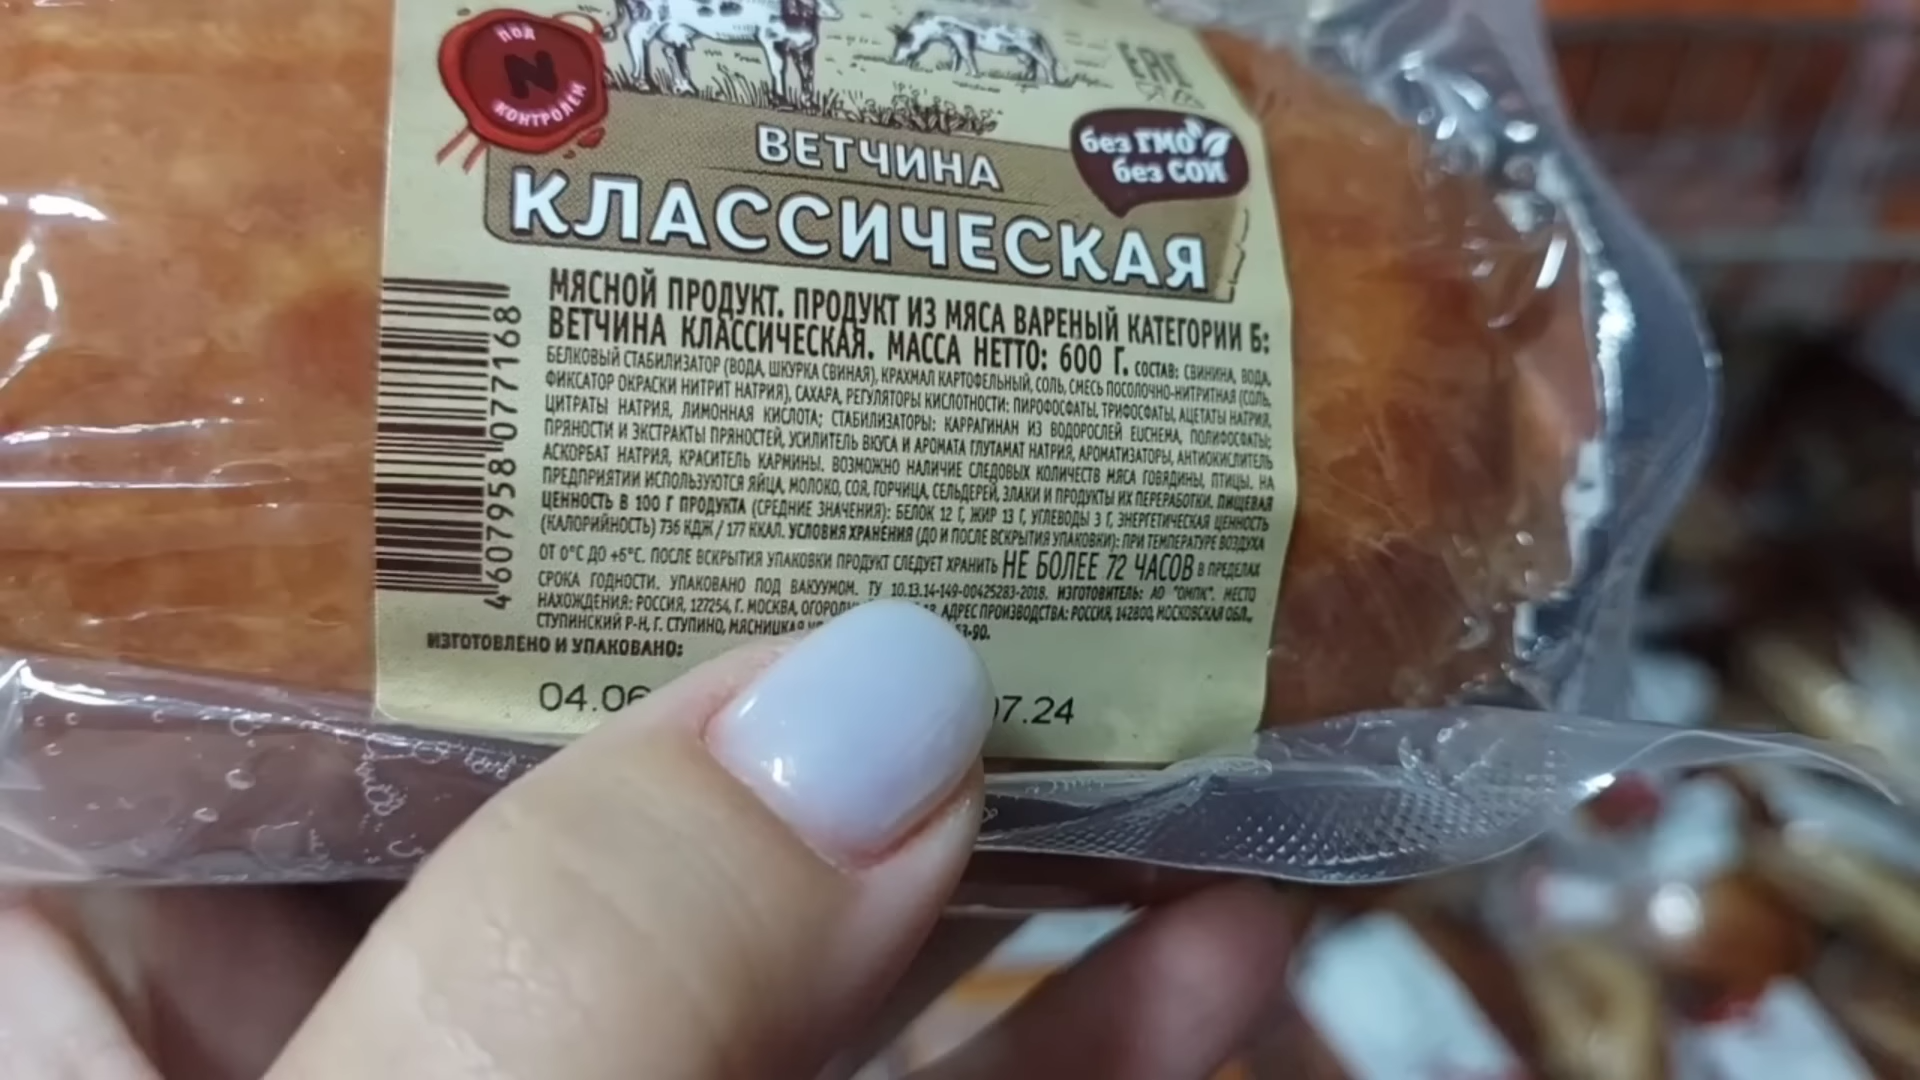 ПОД
N
КОНТРОЛЕМ
EAC
без ГМО
без СОИ
ВЕТЧИНА
КЛАССИЧЕСКАЯ
МЯСНОЙ ПРОДУКТ. ПРОДУКТ ИЗ МЯСА ВАРЕНЫЙ КАТЕГОРИИ Б:
ВЕТЧИНА КЛАССИЧЕСКАЯ. МАССА НЕТТО: 600 Г. СОСТАВ: СВИНИНА, ВОДА,
БЕЛКОВЫЙ СТАБИЛИЗАТОР (ВОДА, ШКУРКА СВИНАЯ), КРАХМАЛ КАРТОФЕЛЬНЫЙ, СОЛЬ, СМЕСЬ ПОСОЛОЧНО-НИТРИТНАЯ (СОЛЬ,
ФИКСАТОР ОКРАСКИ НИТРИТ НАТРИЯ), САХАРА, РЕГУЛЯТОРЫ КИСЛОТНОСТИ: ПИРОФОСФАТЫ, ТРИФОСФАТЫ, АЦЕТАТЫ НАТРИЯ,
ЦИТРАТЫ НАТРИЯ, ЛИМОННАЯ КИСЛОТА; СТАБИЛИЗАТОРЫ: КАРРАГИНАН ИЗ ВОДОРОСЛЕЙ EUCHEMA, ПОЛИФОСФАТЫ;
ПРЯНОСТИ И ЭКСТРАКТЫ ПРЯНОСТЕЙ, УСИЛИТЕЛЬ ВКУСА И АРОМАТА ГЛУТАМАТ НАТРИЯ, АРОМАТИЗАТОРЫ, АНТИОКИСЛИТЕЛЬ
АСКОРБАТ НАТРИЯ, КРАСИТЕЛЬ КАРМИНЫ. ВОЗМОЖНО НАЛИЧИЕ СЛЕДОВЫХ КОЛИЧЕСТВ МЯСА ГОВЯДИНЫ, ПТИЦЫ. НА
ПРЕДПРИЯТИИ ИСПОЛЬЗУЮТСЯ ЯЙЦА, МОЛОКО, СОЯ, ГОРЧИЦА, СЕЛЬДЕРЕЙ, ЗЛАКИ И ПРОДУКТЫ ИХ ПЕРЕРАБОТКИ. ПИЩЕВАЯ
ЦЕННОСТЬ В 100 Г ПРОДУКТА (СРЕДНИЕ ЗНАЧЕНИЯ): БЕЛОК 12 Г, ЖИР 13 Г, УГЛЕВОДЫ 3 Г, ЭНЕРГЕТИЧЕСКАЯ ЦЕННОСТЬ
(КАЛОРИЙНОСТЬ) 736 КДЖ / 177 ККАЛ. УСЛОВИЯ ХРАНЕНИЯ (ДО И ПОСЛЕ ВСКРЫТИЯ УПАКОВКИ): ПРИ ТЕМПЕРАТУРЕ ВОЗДУХА
ОТ 0°С ДО +6°С. ПОСЛЕ ВСКРЫТИЯ УПАКОВКИ ПРОДУКТ СЛЕДУЕТ ХРАНИТЬ НЕ БОЛЕЕ 72 ЧАСОВ В ПРЕДЕЛАХ
СРОКА ГОДНОСТИ. УПАКОВАНО ПОД ВАКУУМОМ. ТУ 10.13.14-149-00425283-2018. ИЗГОТОВИТЕЛЬ: АО "ОМПК". МЕСТО
НАХОЖДЕНИЯ: РОССИЯ, 127254, Г. МОСКВА, АДРЕС ПРОИЗВОДСТВА: РОССИЯ, 142800, МОСКОВСКАЯ ОБЛ.,
СТУПИНСКИЙ Р-Н, Г. СТУПИНО, МЯСНИЦКАЯ 53-90.
ИЗГОТОВЛЕНО И УПАКОВАНО:
04.06 07.24
4 607958 077168